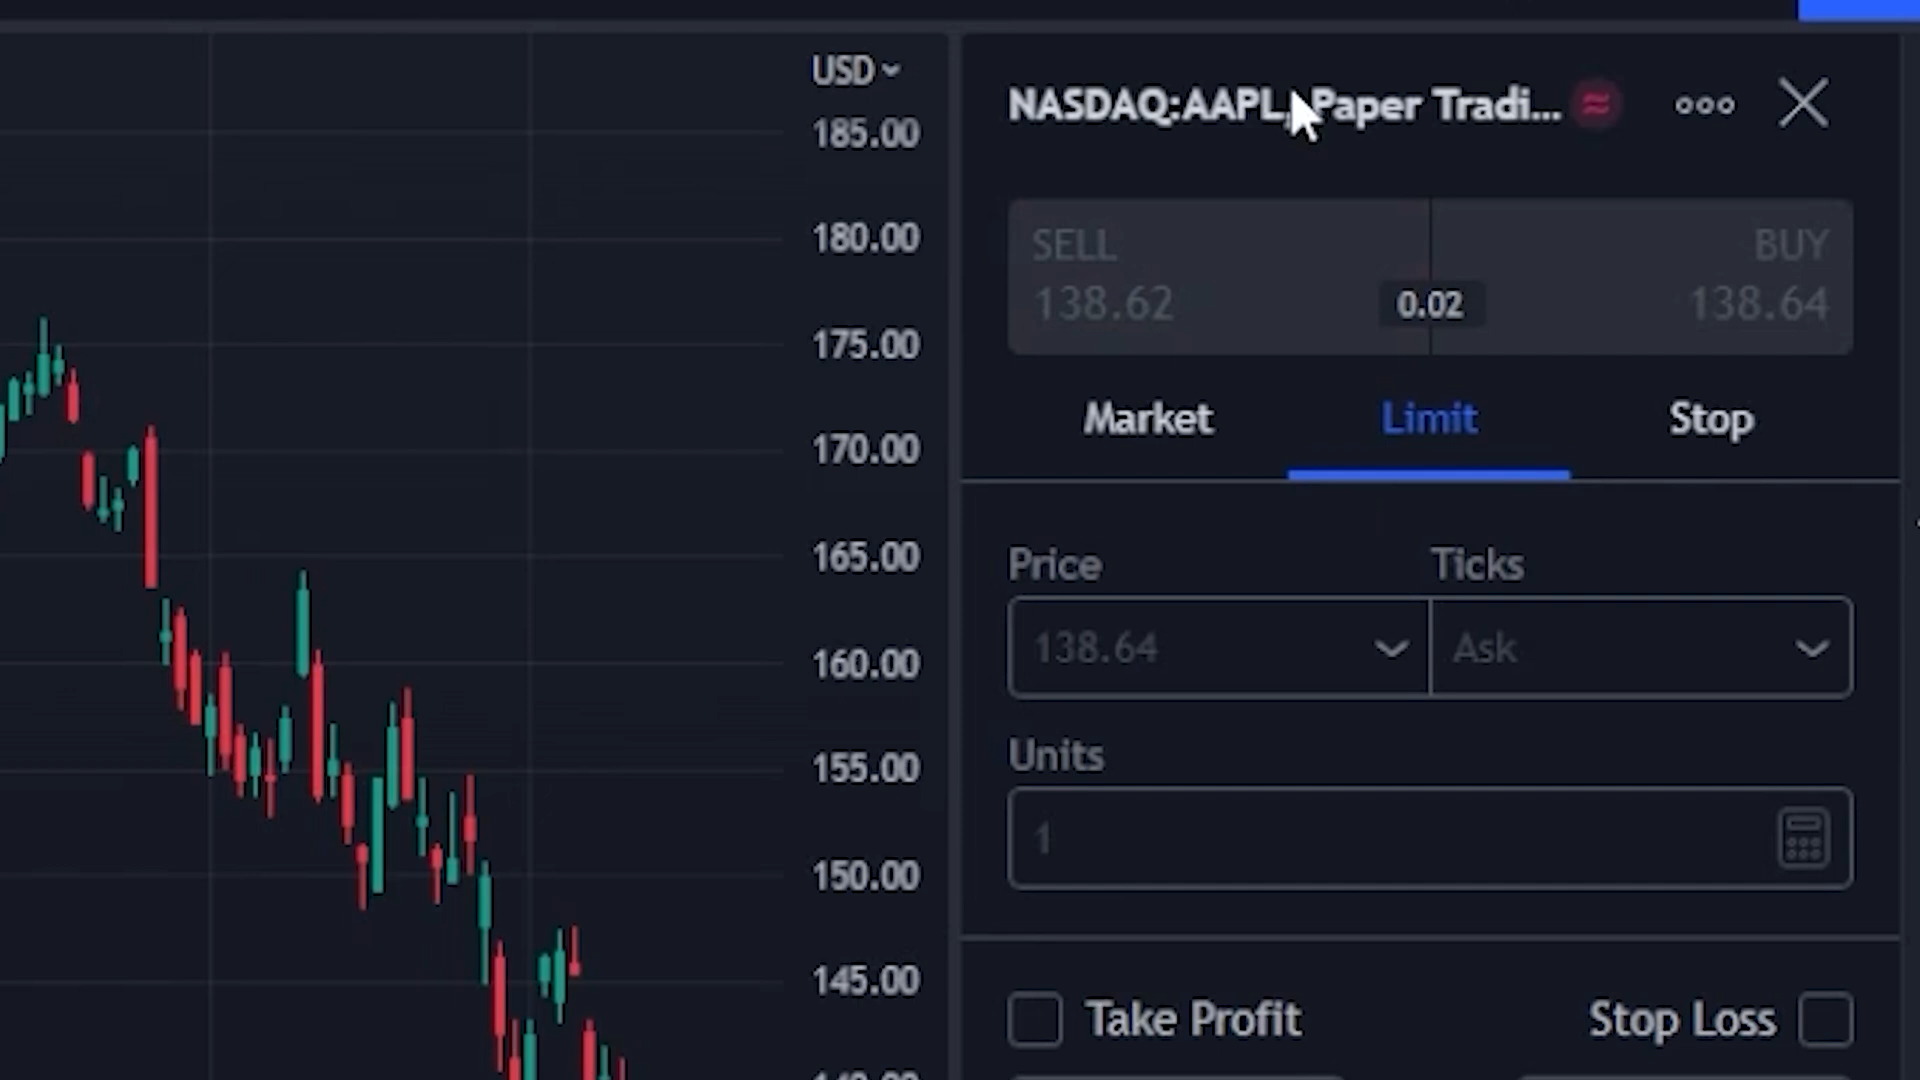 USD
185.00
180.00
175.00
170.00
165.00
160.00
155.00
150.00
145.00
NASDAQ:AAPL, Paper Tradi...
SELL
138.62
0.02
BUY
138.64
Market
Limit
Stop
Price
Ticks
138.64
Ask
Units
1
Take Profit
Stop Loss